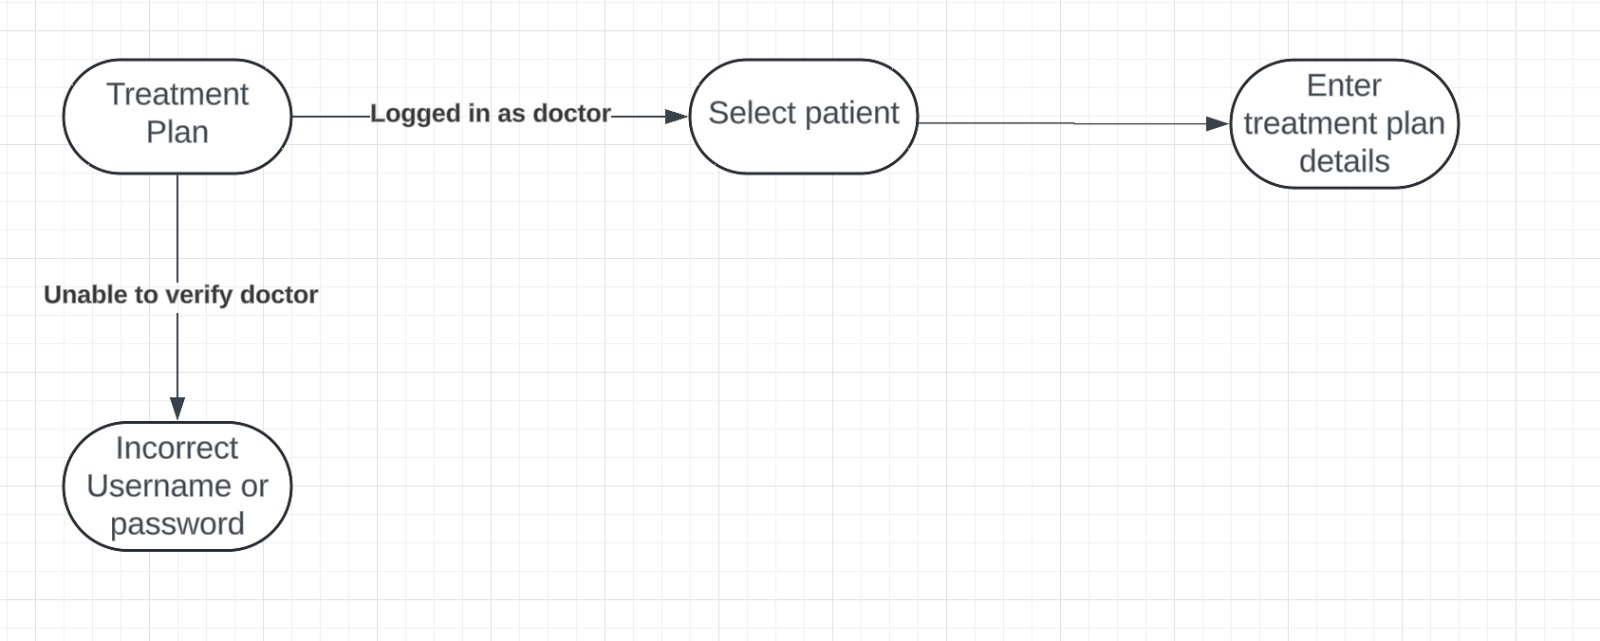 Treatment
Plan
Logged in as doctor
Select patient
Enter
treatment plan
details
Unable to verify doctor
Incorrect
Username or
password